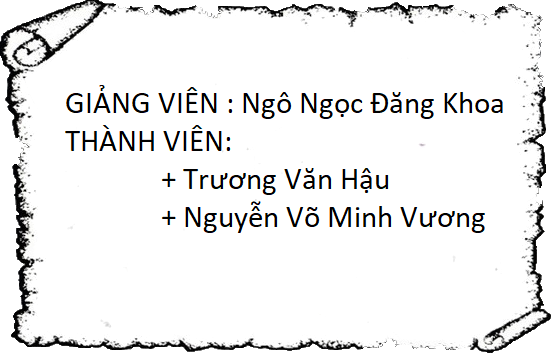 GIẢNG VIÊN : Ngô Ngọc Đăng Khoa
THÀNH VIÊN:
+ Trương Văn Hậu
+ Nguyễn Võ Minh Vương